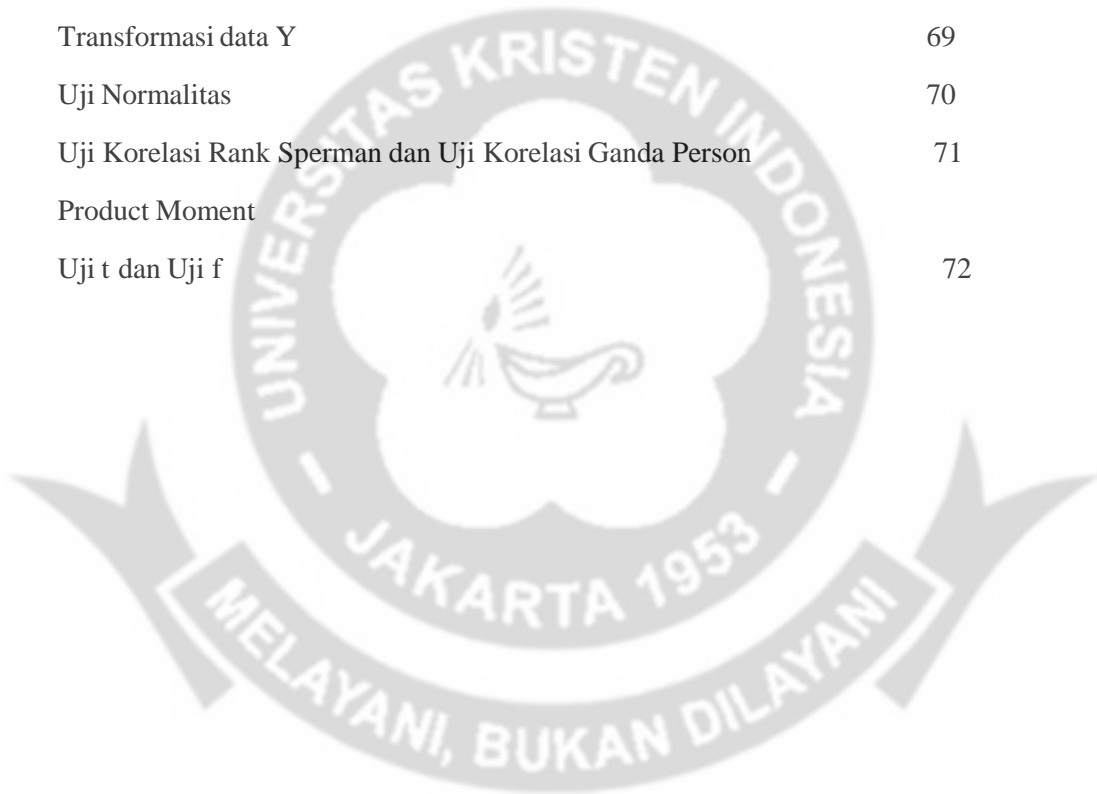 Transformasi data Y 69
Uji Normalitas 70
Uji Korelasi Rank Sperman dan Uji Korelasi Ganda Person 71
Product Moment
Uji t dan Uji f 72
UNIVERSITAS KRISTEN INDONESIA
JAKARTA 1953
MELAYANI, BUKAN DILAYANI